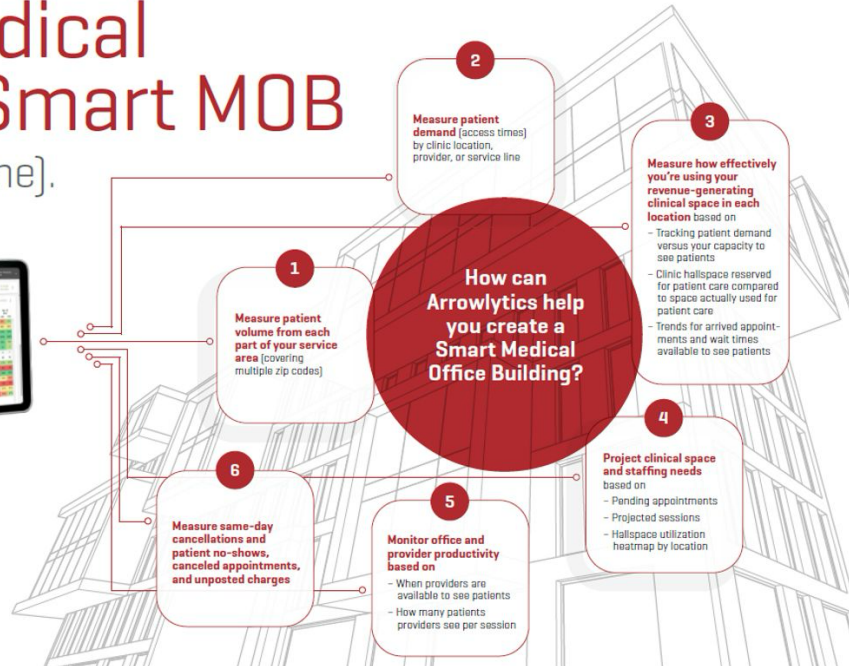 dical
Smart MOB
ne).
1
Measure patient
volume from each
part of your service
area (covering
multiple zip codes)
2
Measure patient
demand (access times)
by clinic location,
provider, or service line
3
Measure how effectively
you're using your
revenue-generating
clinical space in each
location based on
– Tracking patient demand
versus your capacity to
see patients
– Clinic hallspace reserved
for patient care compared
to space actually used for
patient care
– Trends for arrived appoint-
ments and wait times
available to see patients
How can
Arrowlytics help
you create a
Smart Medical
Office Building?
4
Project clinical space
and staffing needs
based on
– Pending appointments
– Projected sessions
– Hallspace utilization
heatmap by location
5
Monitor office and
provider productivity
based on
– When providers are
available to see patients
– How many patients
providers see per session
6
Measure same-day
cancellations and
patient no-shows,
canceled appointments,
and unposted charges